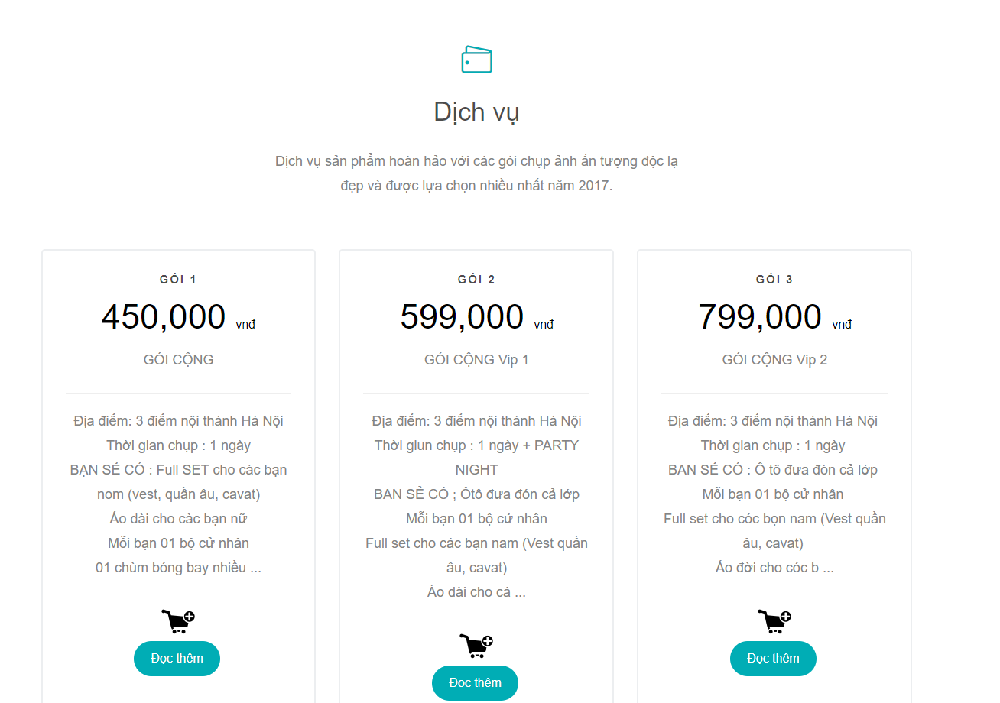 Dịch vụ
Dịch vụ sản phẩm hoàn hảo với các gói chụp ảnh ấn tượng độc lạ
đẹp và được lựa chọn nhiều nhất năm 2017.
GÓI 1
450,000 vnđ
GÓI CỘNG
Địa điểm: 3 điểm nội thành Hà Nội
Thời gian chụp : 1 ngày
BẠN SẺ CÓ : Full SET cho các bạn
nom (vest, quần âu, cavat)
Áo dài cho càc bạn nữ
Mỗi bạn 01 bộ cử nhân
01 chùm bóng bay nhiều ...
Đọc thêm
GÓI 2
599,000 vnđ
GÓI CỘNG Vip 1
Địa điểm: 3 điểm nội thành Hà Nội
Thời giun chụp : 1 ngày + PARTY
NIGHT
BAN SẺ CÓ ; Ôtô đưa đón cả lớp
Mỗi bạn 01 bộ cử nhân
Full set cho các bạn nam (Vest quần
âu, cavat)
Áo dài cho cá ...
Đọc thêm
GÓI 3
799,000 vnđ
GÓI CỘNG Vip 2
Địa điểm: 3 điểm nội thành Hà Nội
Thời gian chụp : 1 ngày
BAN SẺ CÓ : Ô tô đưa đón cả lớp
Mỗi bạn 01 bộ cử nhân
Full set cho cóc bọn nam (Vest quần
âu, cavat)
Áo đời cho cóc b ...
Đọc thêm